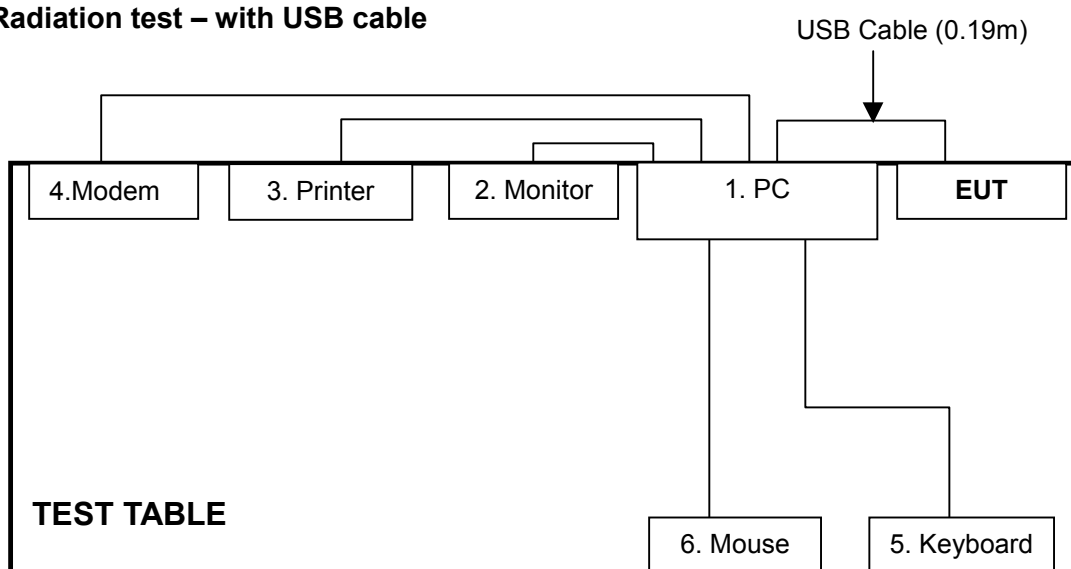 Radiation test – with USB cable
USB Cable (0.19m)
4.Modem
3. Printer
2. Monitor
1. PC
EUT
TEST TABLE
6. Mouse
5. Keyboard